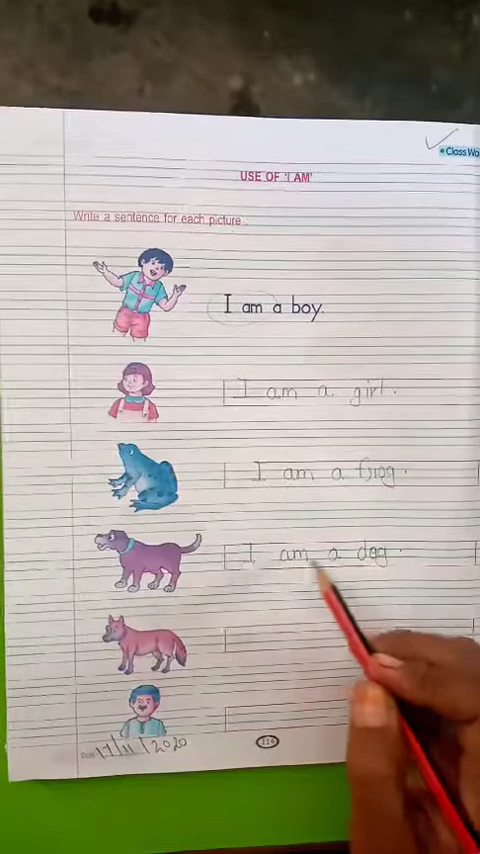 Class Wo
USE OF 'I AM'
Write a sentence for each picture :
I am a boy.
I am a girl.
I am a frog.
I am a dog.
17/11/2020
114